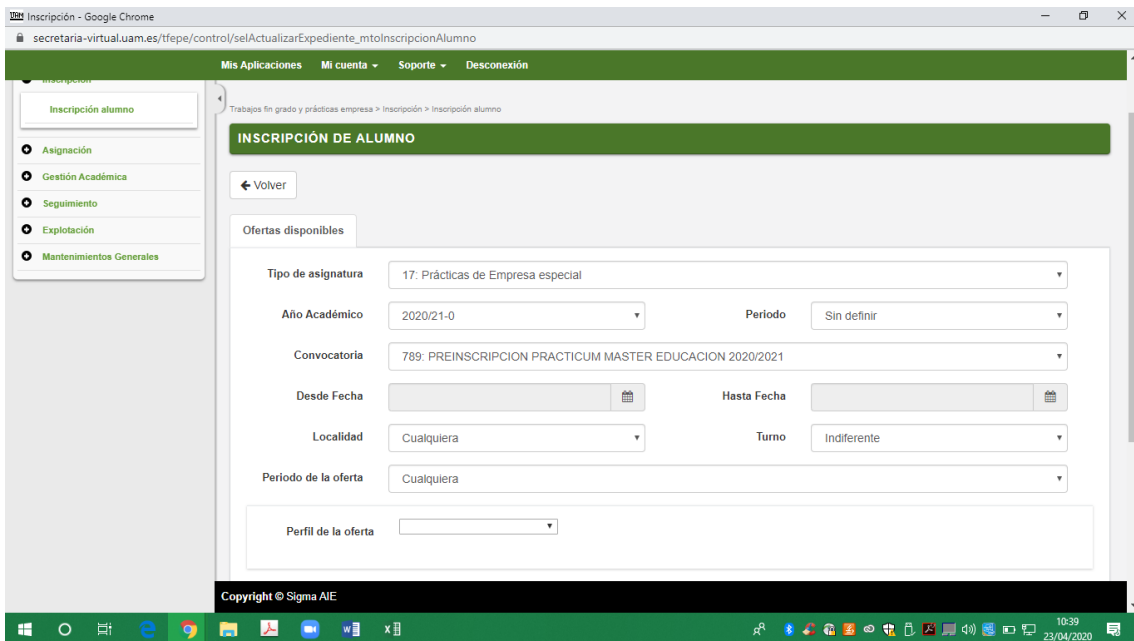 UAM Inscripción - Google Chrome
secretaria-virtual.uam.es/tfepe/control/selActualizarExpediente_mtoInscripcionAlumno
Mis Aplicaciones Mi cuenta Soporte Desconexión
Inscripción
Inscripción alumno
Asignación
Gestión Académica
Seguimiento
Explotación
Mantenimientos Generales
Trabajos fin grado y prácticas empresa > Inscripción > Inscripción alumno
INSCRIPCIÓN DE ALUMNO
Volver
Ofertas disponibles
Tipo de asignatura 17: Prácticas de Empresa especial
Año Académico 2020/21-0 Periodo Sin definir
Convocatoria 789: PREINSCRIPCION PRACTICUM MASTER EDUCACION 2020/2021
Desde Fecha Hasta Fecha
Localidad Cualquiera Turno Indiferente
Periodo de la oferta Cualquiera
Perfil de la oferta
Copyright © Sigma AIE
10:39
23/04/2020